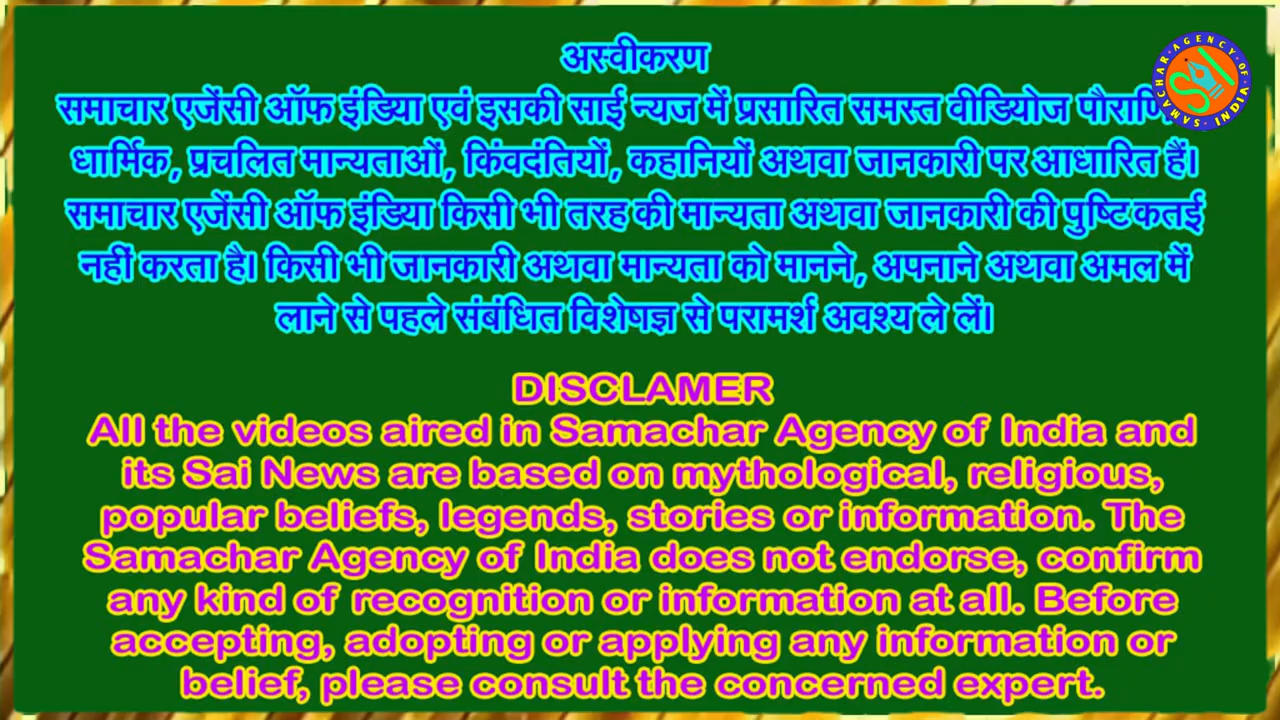 अस्वीकरण
समाचार एजेंसी ऑफ इंडिया एवं इसकी साई न्यज में प्रसारित समस्त वीडियोज
धार्मिक, प्रचलित मान्यताओं, किंवदंतियों, कहानियों अथवा जानकारी पर आधारित हैं।
समाचार एजेंसी ऑफ इंडिया किसी भी तरह की मान्यता अथवा जानकारी की पुष्टि कतई
नहीं करता है। किसी भी जानकारी अथवा मान्यता को मानने, अपनाने अथवा अमल में
लाने से पहले संबंधित विशेषज्ञ से परामर्श अवश्य ले लें।
DISCLAMER
All the videos aired in Samachar Agency of India and
its Sai News are based on mythological, religious,
popular beliefs, legends, stories or information. The
Samachar Agency of India does not endorse, confirm
any kind of recognition or information at all. Before
accepting, adopting or applying any information or
belief, please consult the concerned expert.
SAMACHAR AGENCY OF INDIA